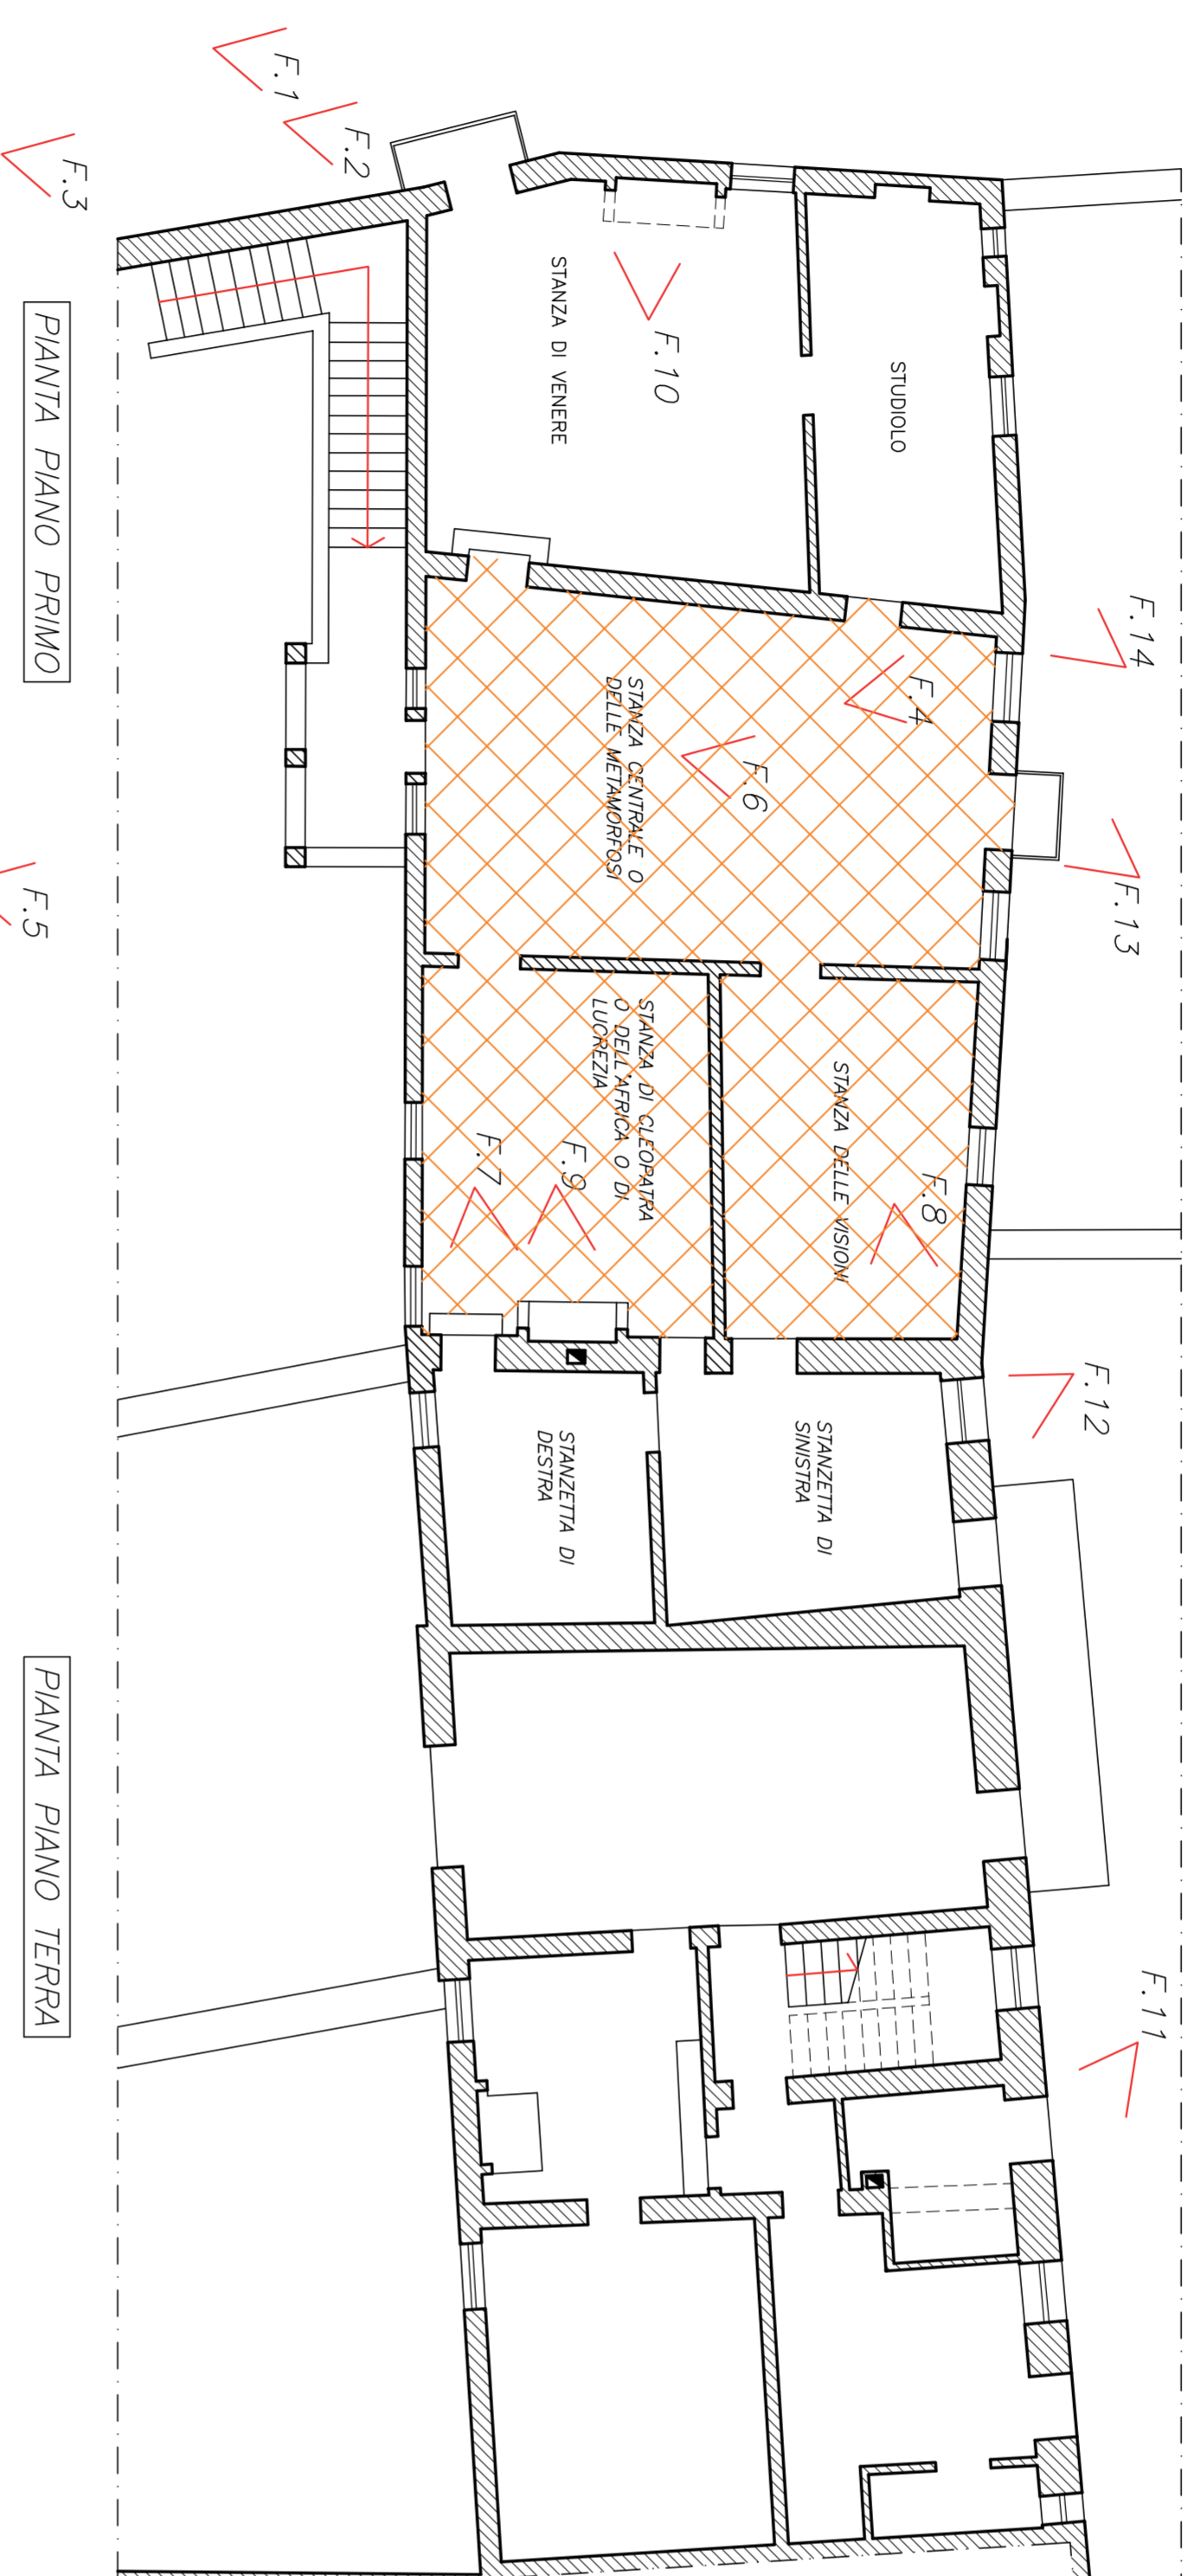 F.11
F.12
F.13
F.14
STUDIOLO
F.4
F.8
STANZA DELLE VISIONI
STANZETTA DI
SINISTRA
F.6
F.10
STANZA CENTRALE O
DELLE METAMORFOSI
STANZA DI CLEOPATRA
O DELL'AFRICA O DI
LUCREZIA
STANZA DI VENERE
F.9
F.7
STANZETTA DI
DESTRA
F.1
F.2
F.3
F.5
PIANTA PIANO PRIMO
PIANTA PIANO TERRA